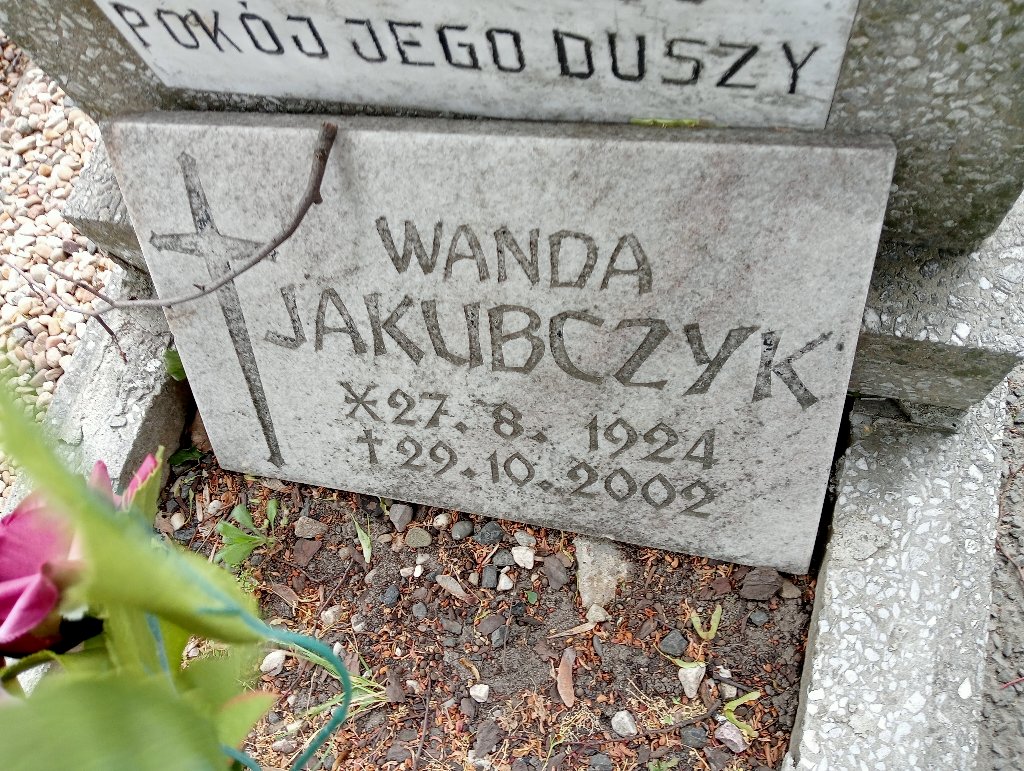 POKÓJ JEGO DUSZY
WANDA
JAKUBCZYK
* 27. 8. 1924
† 29. 10. 2002